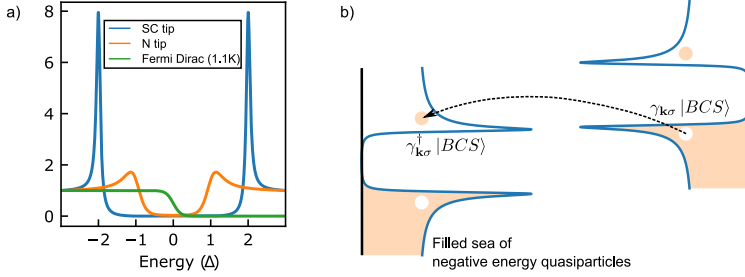 a)
SC tip
N tip
Fermi Dirac (1.1K)
8
6
4
2
0
−2
−1
0
1
2
Energy (Δ)
b)
γ𝐤σ |BCS⟩
γ†𝐤σ |BCS⟩
Filled sea of
negative energy quasiparticles